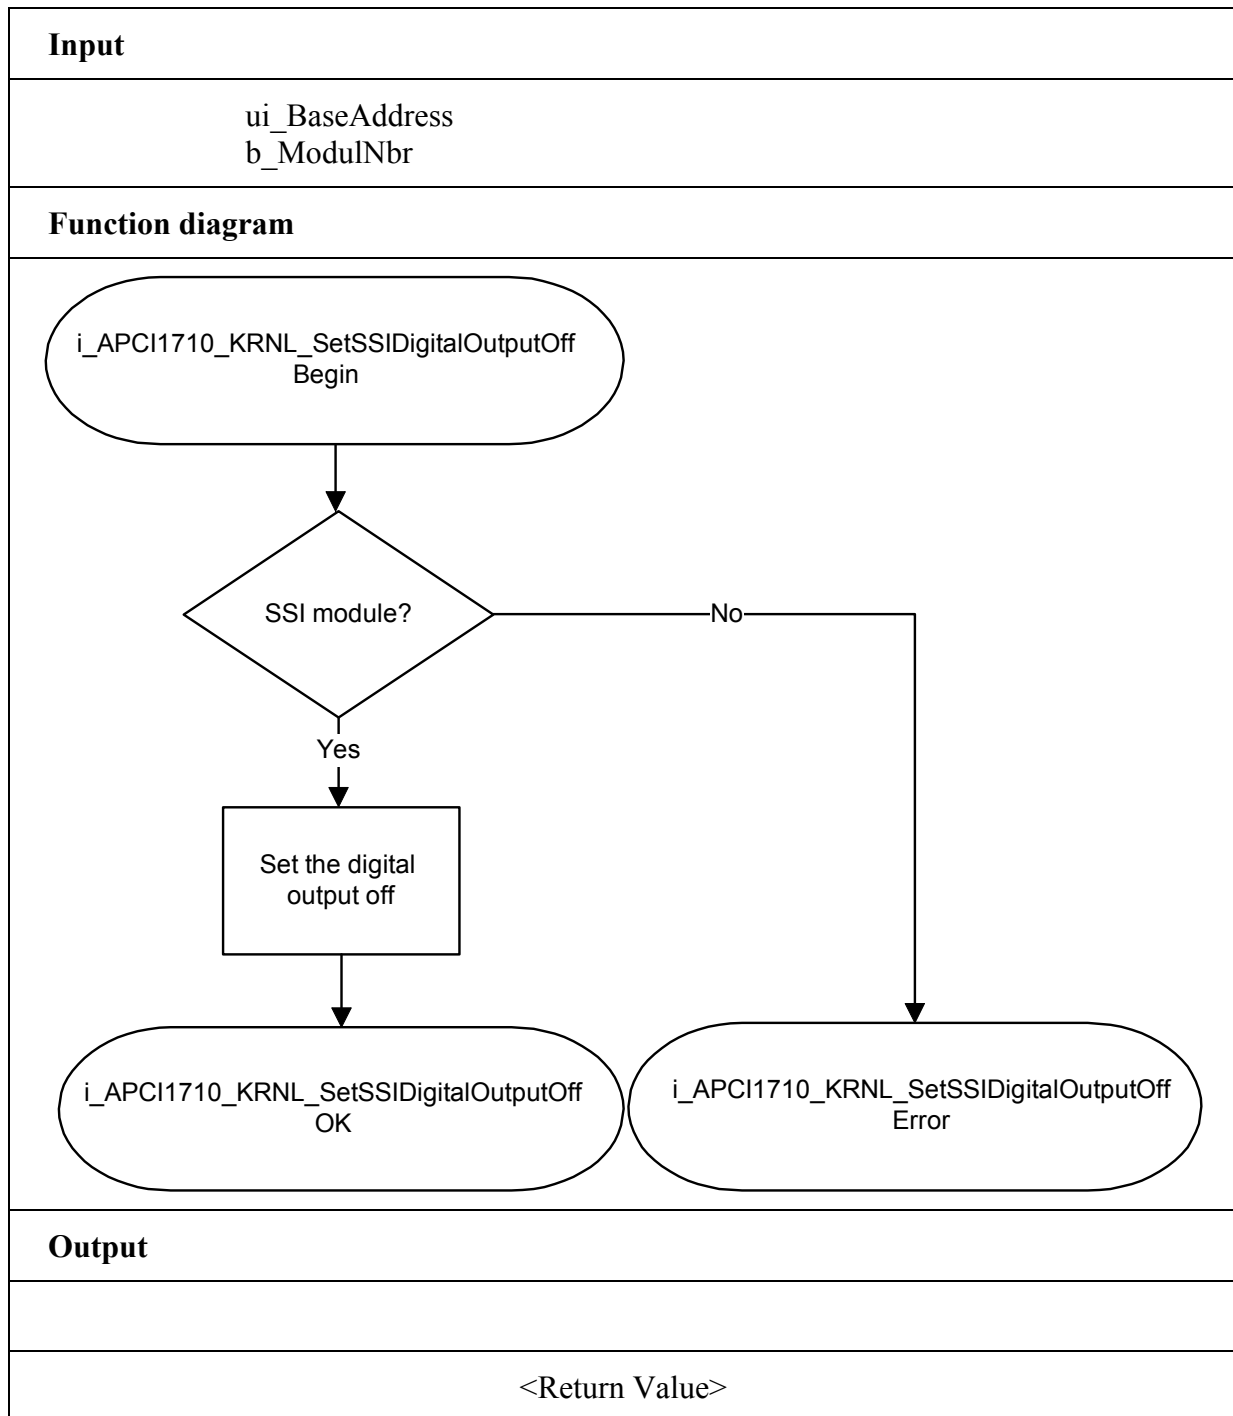 Input
ui_BaseAddress
b_ModulNbr
Function diagram
i_APCI1710_KRNL_SetSSIDigitalOutputOff
Begin
SSI module?
No
Yes
Set the digital
output off
i_APCI1710_KRNL_SetSSIDigitalOutputOff
OK
i_APCI1710_KRNL_SetSSIDigitalOutputOff
Error
Output
<Return Value>